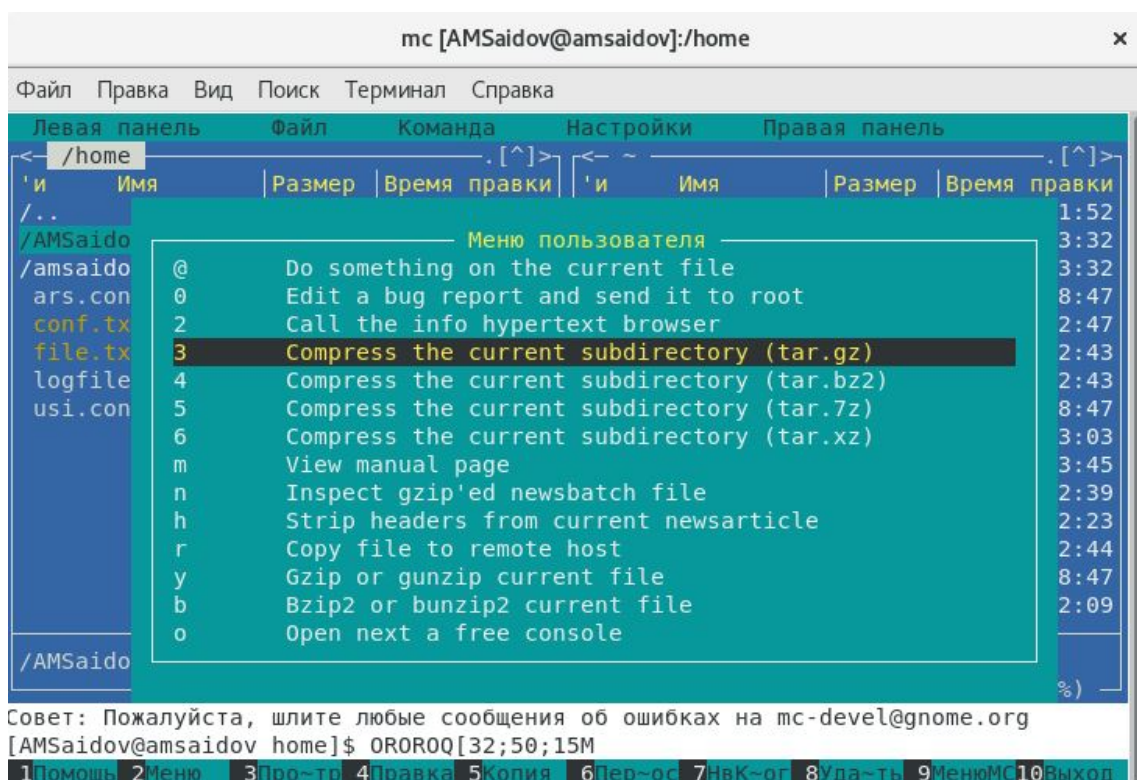 mc [AMSaidov@amsaidov]:/home ×
Файл Правка Вид Поиск Терминал Справка
Левая панель Файл Команда Настройки Правая панель
<─ /home .[^]> <─ ~ .[^]>
'и Имя Размер Время правки 'и Имя Размер Время правки
/.. 1:52
/AMSaido Меню пользователя 3:32
/amsaido @ Do something on the current file 3:32
ars.con 0 Edit a bug report and send it to root 8:47
conf.tx 2 Call the info hypertext browser 2:47
file.tx 3 Compress the current subdirectory (tar.gz) 2:43
logfile 4 Compress the current subdirectory (tar.bz2) 2:43
usi.con 5 Compress the current subdirectory (tar.7z) 8:47
6 Compress the current subdirectory (tar.xz) 3:03
m View manual page 3:45
n Inspect gzip'ed newsbatch file 2:39
h Strip headers from current newsarticle 2:23
r Copy file to remote host 2:44
y Gzip or gunzip current file 8:47
b Bzip2 or bunzip2 current file 2:09
o Open next a free console
/AMSaido
%)
Совет: Пожалуйста, шлите любые сообщения об ошибках на mc-devel@gnome.org
[AMSaidov@amsaidov home]$ OROROQ[32;50;15M
1Помощь 2Меню 3Про~тр 4Правка 5Копия 6Пер~ос 7НвК~ог 8Уда~ть 9МенюMC 10Выход